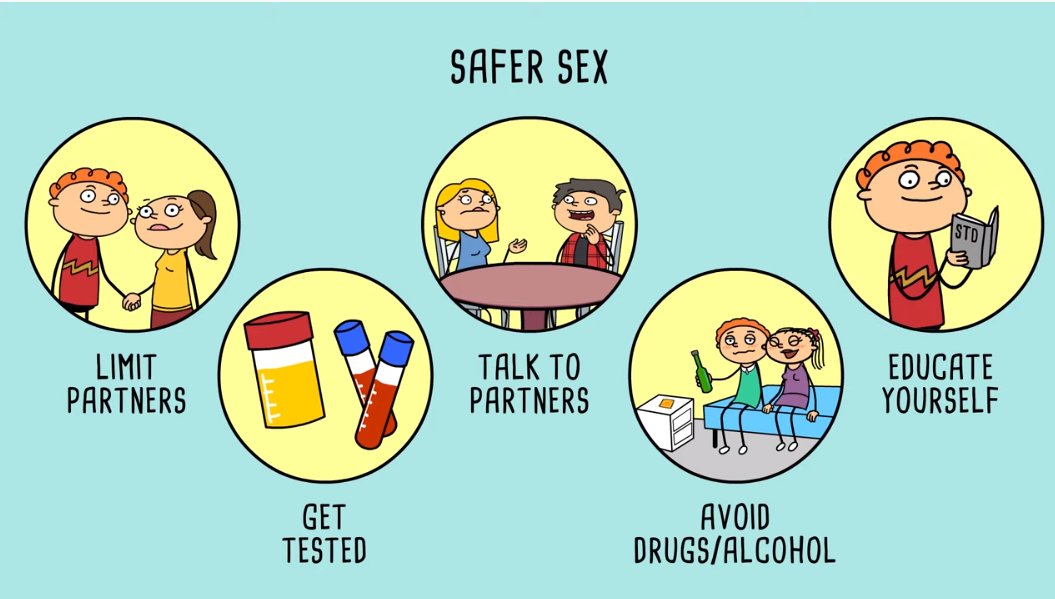 SAFER SEX
LIMIT
PARTNERS
GET
TESTED
TALK TO
PARTNERS
AVOID
DRUGS/ALCOHOL
STD
EDUCATE
YOURSELF